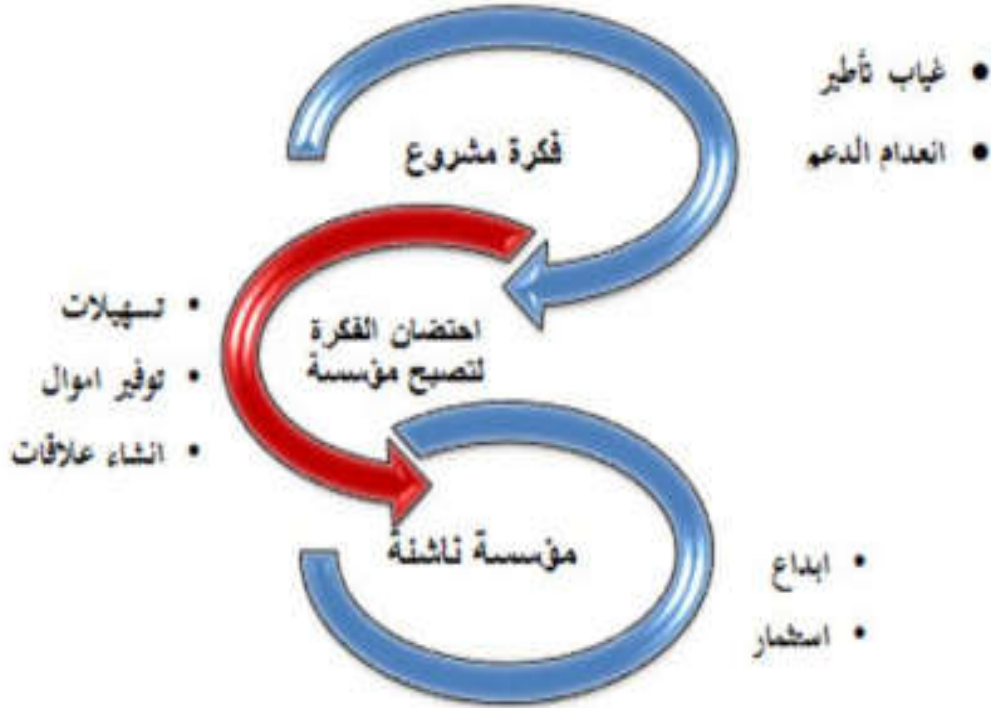 غياب تأطير
انعدام الدعم
فكرة مشروع
احتضان الفكرة
لتصبح مؤسسة
تسهيلات
توفير اموال
انشاء علاقات
مؤسسة ناشئة
ابداع
استثمار